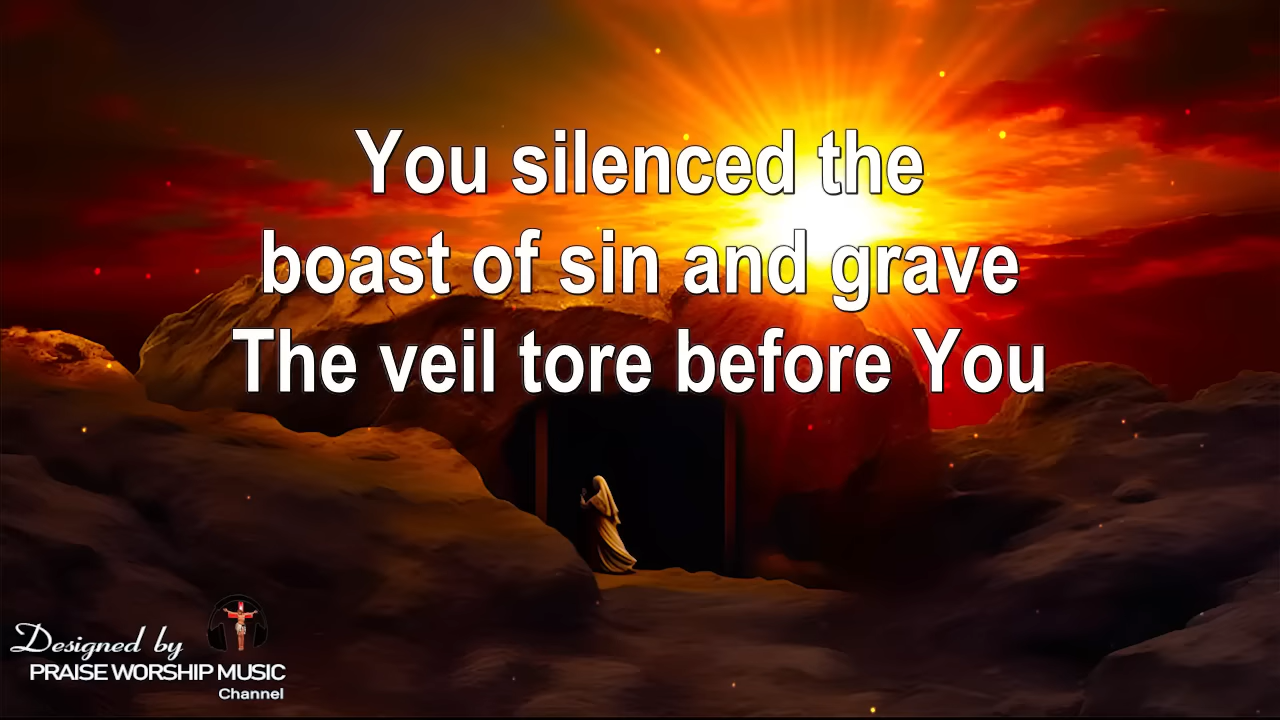 You silenced the
boast of sin and grave
The veil tore before You
Designed by
PRAISE WORSHIP MUSIC
Channel